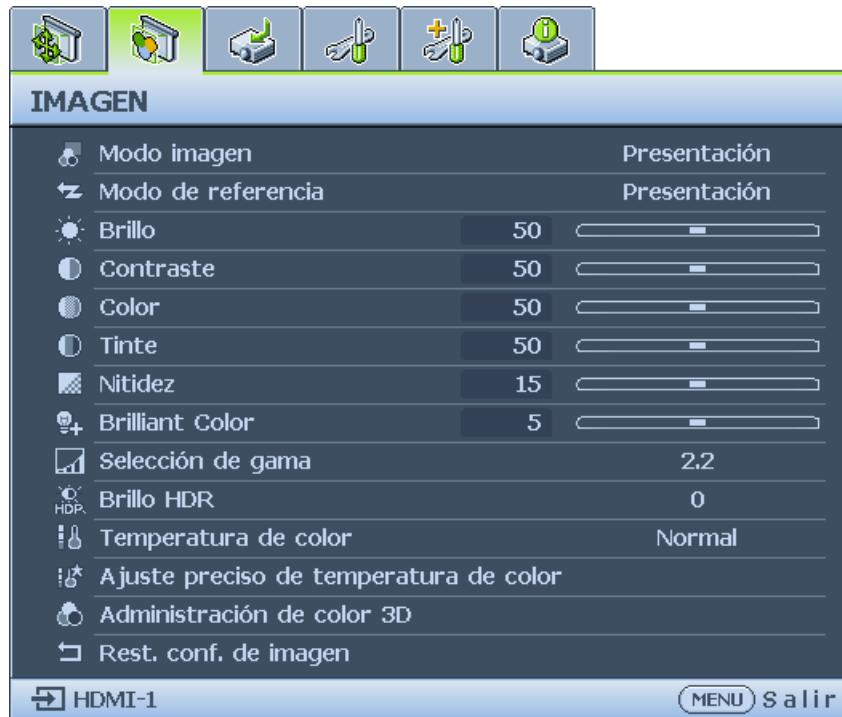 IMAGEN
Modo imagen Presentación
Modo de referencia Presentación
Brillo 50
Contraste 50
Color 50
Tinte 50
Nitidez 15
Brilliant Color 5
Selección de gama 2.2
HDR Brillo HDR 0
Temperatura de color Normal
Ajuste preciso de temperatura de color
Administración de color 3D
Rest. conf. de imagen
HDMI-1 MENU Salir